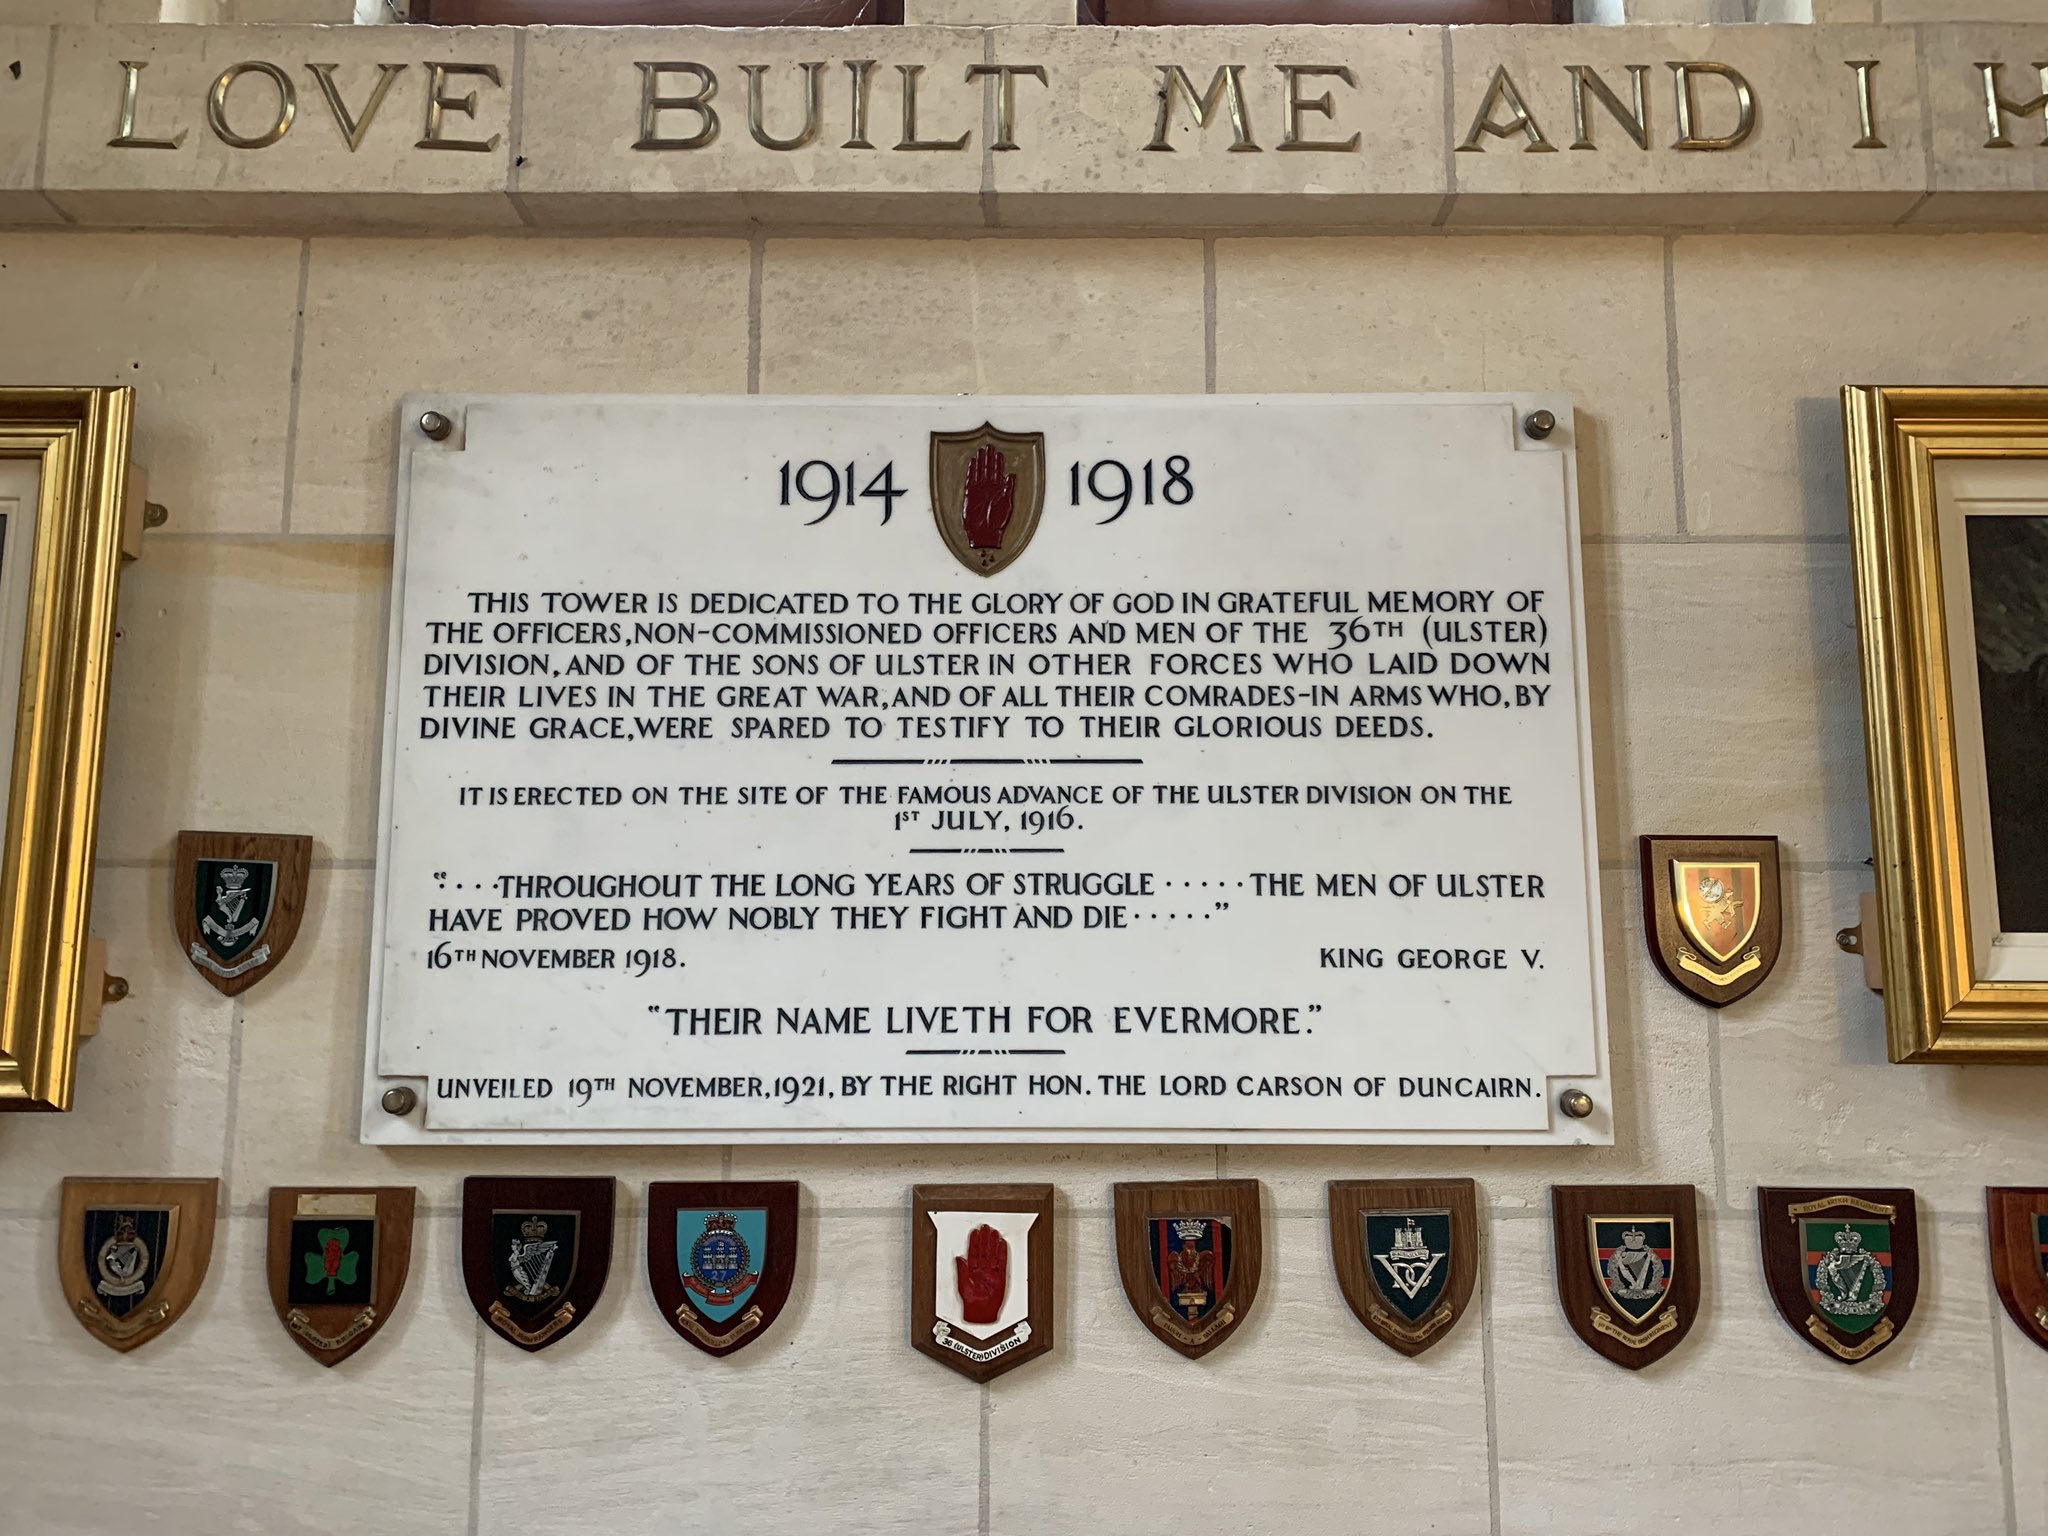 LOVE BUILT ME AND I H
1914 1918
THIS TOWER IS DEDICATED TO THE GLORY OF GOD IN GRATEFUL MEMORY OF
THE OFFICERS, NON-COMMISSIONED OFFICERS AND MEN OF THE 36TH (ULSTER)
DIVISION, AND OF THE SONS OF ULSTER IN OTHER FORCES WHO LAID DOWN
THEIR LIVES IN THE GREAT WAR, AND OF ALL THEIR COMRADES-IN ARMS WHO, BY
DIVINE GRACE, WERE SPARED TO TESTIFY TO THEIR GLORIOUS DEEDS.
IT IS ERECTED ON THE SITE OF THE FAMOUS ADVANCE OF THE ULSTER DIVISION ON THE
1ST JULY, 1916.
“····THROUGHOUT THE LONG YEARS OF STRUGGLE ·····THE MEN OF ULSTER
HAVE PROVED HOW NOBLY THEY FIGHT AND DIE·····”
16TH NOVEMBER 1918. KING GEORGE V.
“THEIR NAME LIVETH FOR EVERMORE.”
UNVEILED 19TH NOVEMBER, 1921, BY THE RIGHT HON. THE LORD CARSON OF DUNCAIRN.
27
ROYAL IRISH RANGERS
36 (ULSTER) DIVISION
ROYAL IRISH REGIMENT